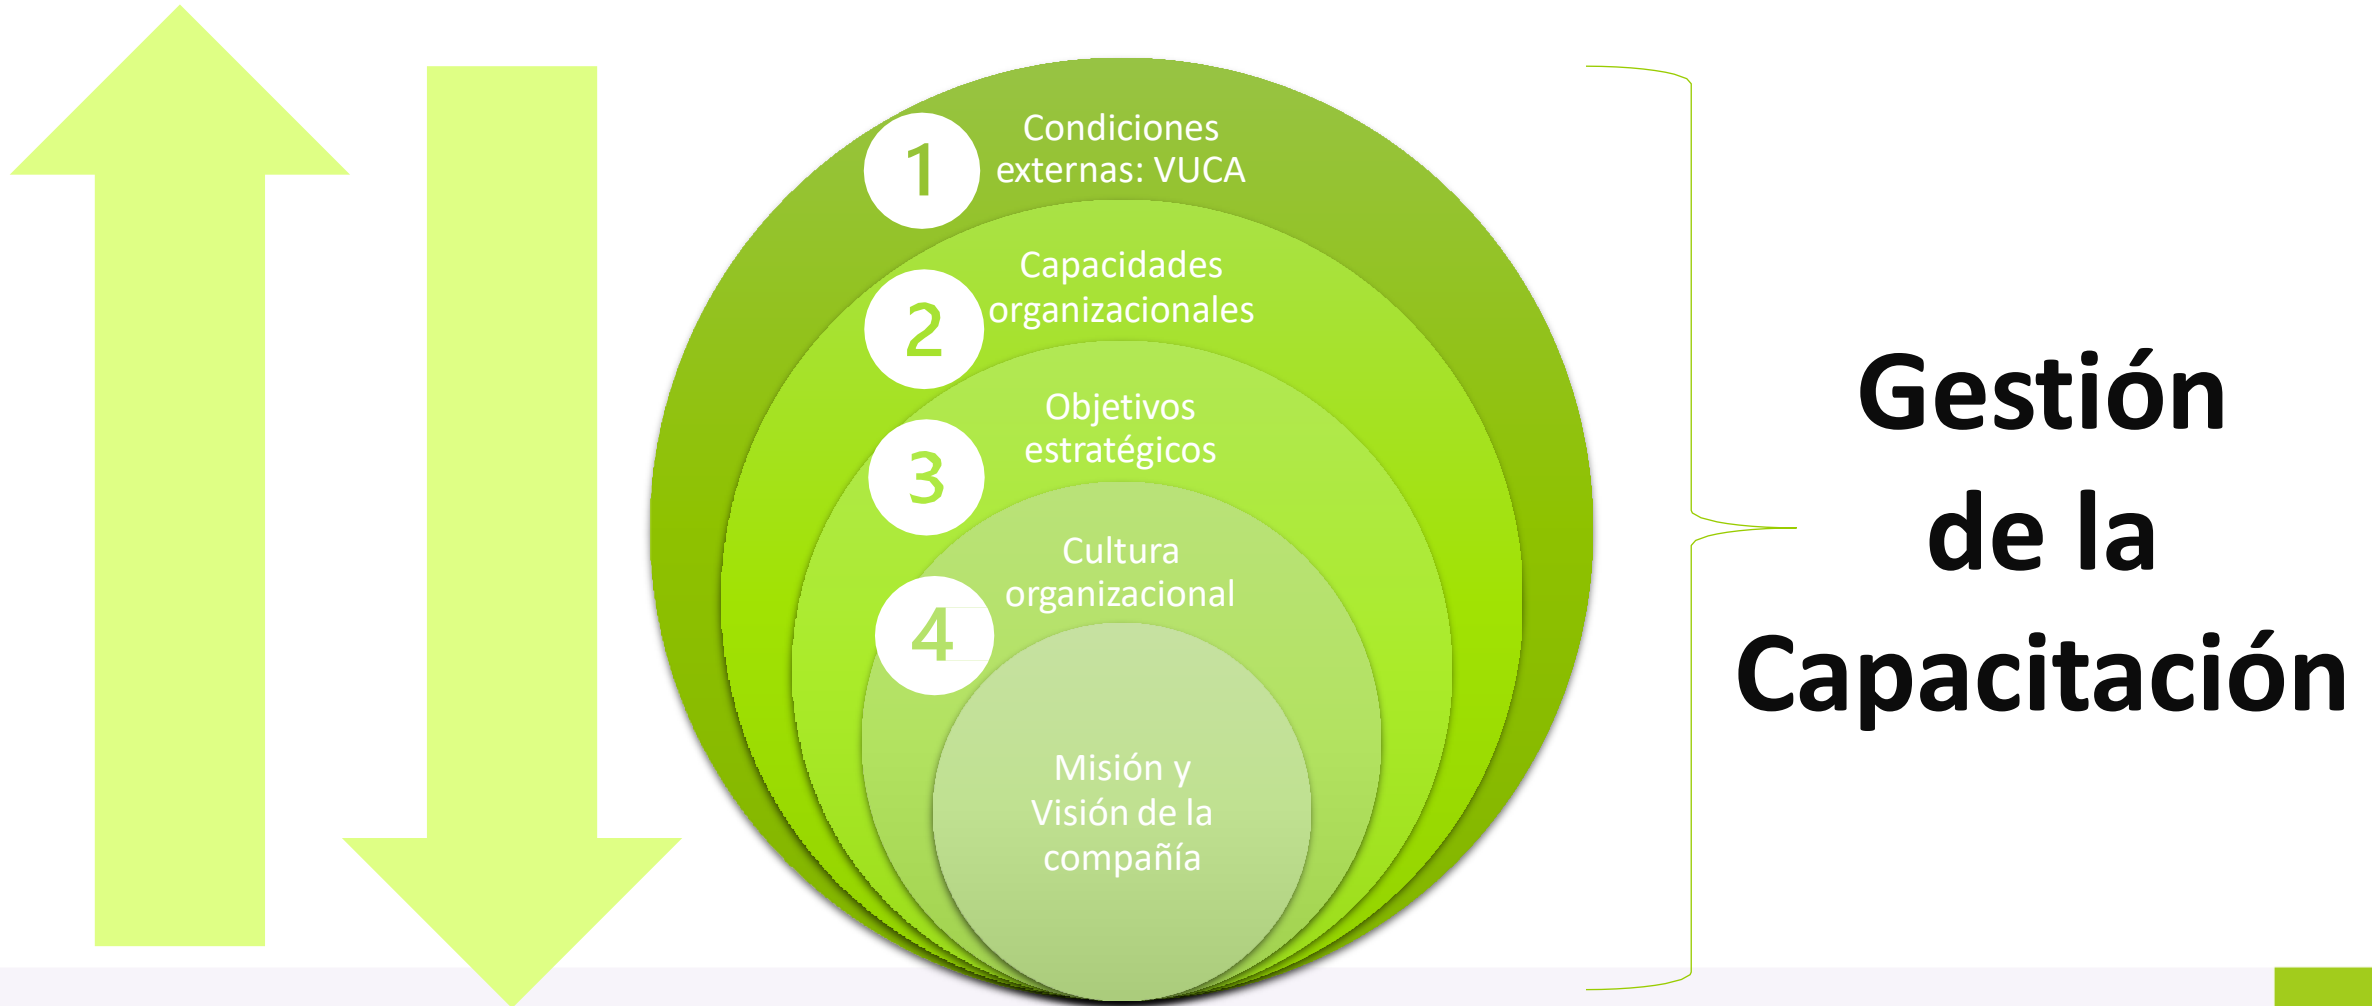 1
Condiciones
externas: VUCA
2
Capacidades
organizacionales
3
Objetivos
estratégicos
4
Cultura
organizacional
Misión y
Visión de la
compañía
Gestión
de la
Capacitación